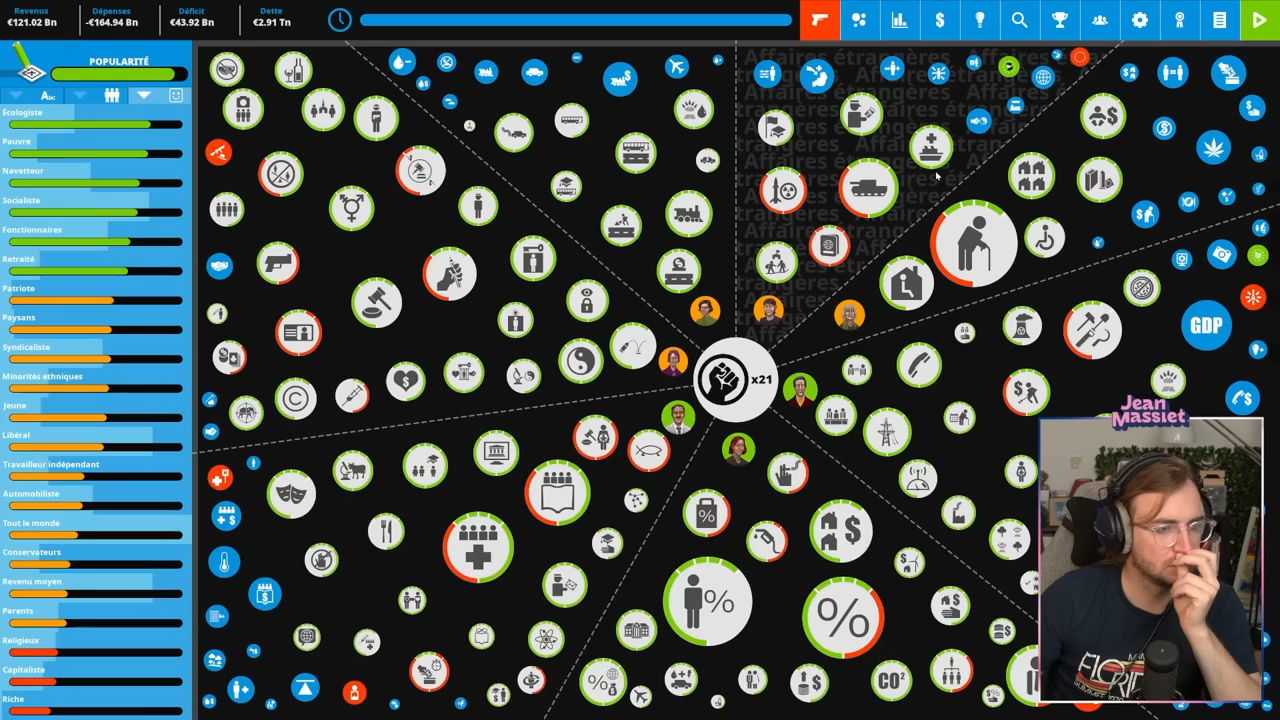 Revenus
€121.02 Bn
Dépenses
-€164.94 Bn
Déficit
€43.92 Bn
Dette
€2.91 Tn
POPULARITÉ
Abc
Écologiste
Pauvre
Navetteur
Socialiste
Fonctionnaires
Retraité
Patriote
Paysans
Syndicaliste
Minorités ethniques
Jeune
Libéral
Travailleur indépendant
Automobiliste
Tout le monde
Conservateurs
Revenu moyen
Parents
Religieux
Capitaliste
Riche
Affaires étrangères
x21
GDP
CO²
Jean
Massiet
FLORI